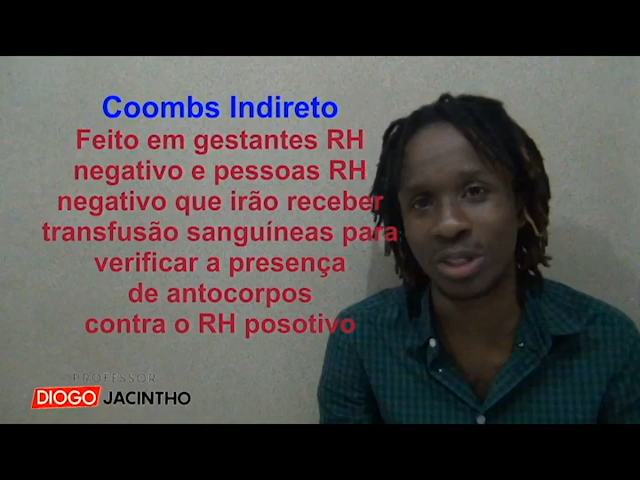 Coombs Indireto
Feito em gestantes RH
negativo e pessoas RH
negativo que irão receber
transfusão sanguíneas para
verificar a presença
de antocorpos
contra o RH posotivo
PROFESSOR
DIOGO JACINTHO